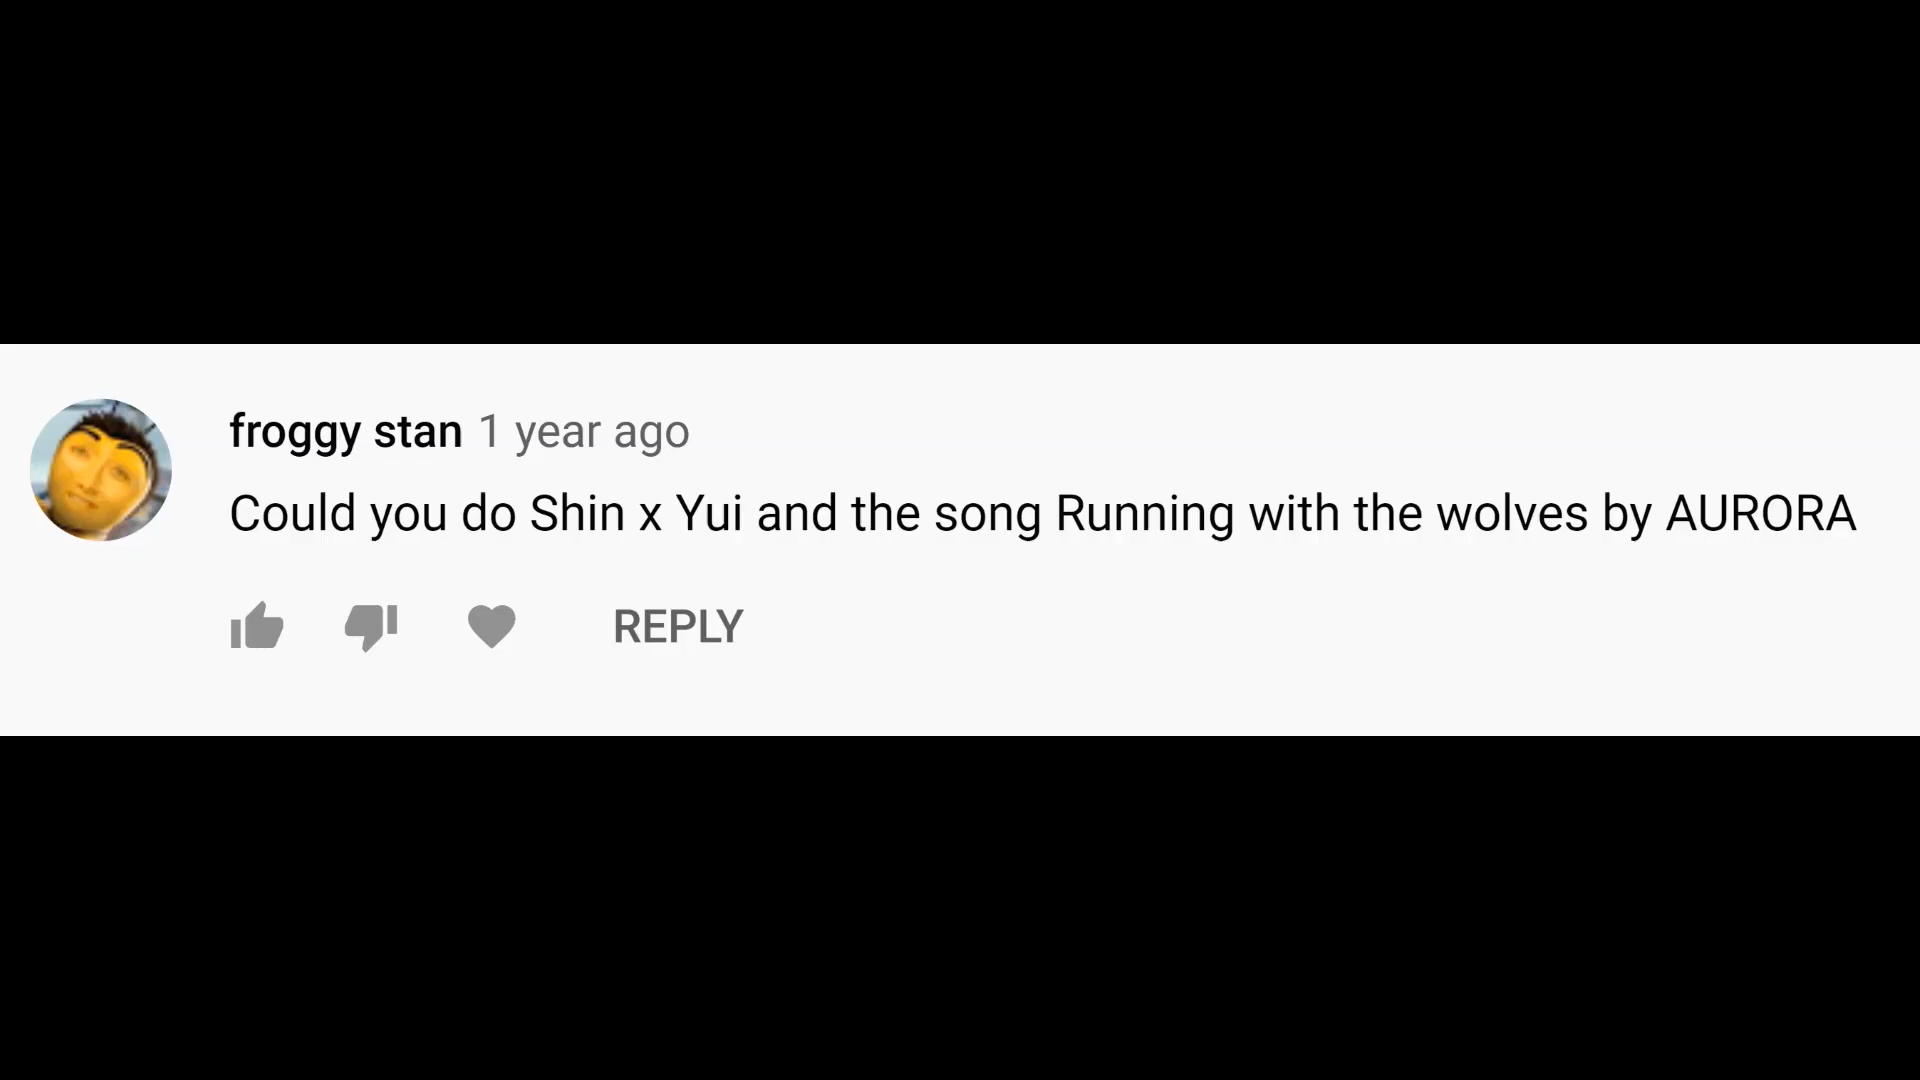 froggy stan 1 year ago
Could you do Shin x Yui and the song Running with the wolves by AURORA
REPLY